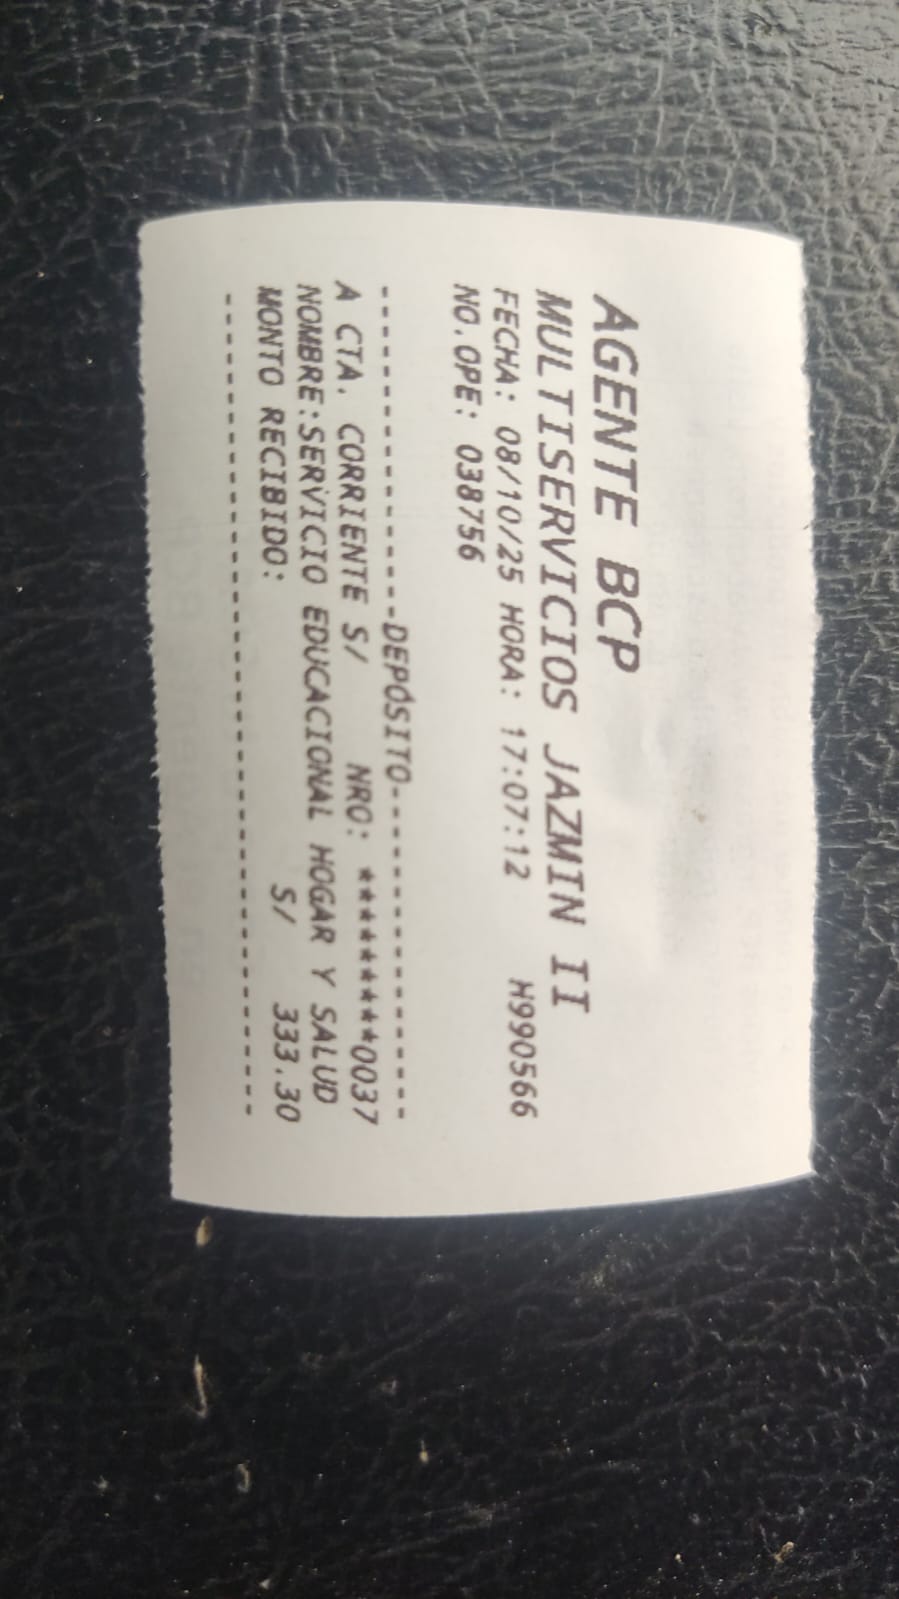 AGENTE BCP
MULTISERVICIOS JAZMIN II
FECHA: 08/10/25 HORA: 17:07:12 H990566
NO.OPE: 038756
------------------DEPÓSITO--------------------
A CTA. CORRIENTE S/ NRO: *********0037
NOMBRE:SERVICIO EDUCACIONAL HOGAR Y SALUD
MONTO RECIBIDO: S/ 333.30
----------------------------------------------